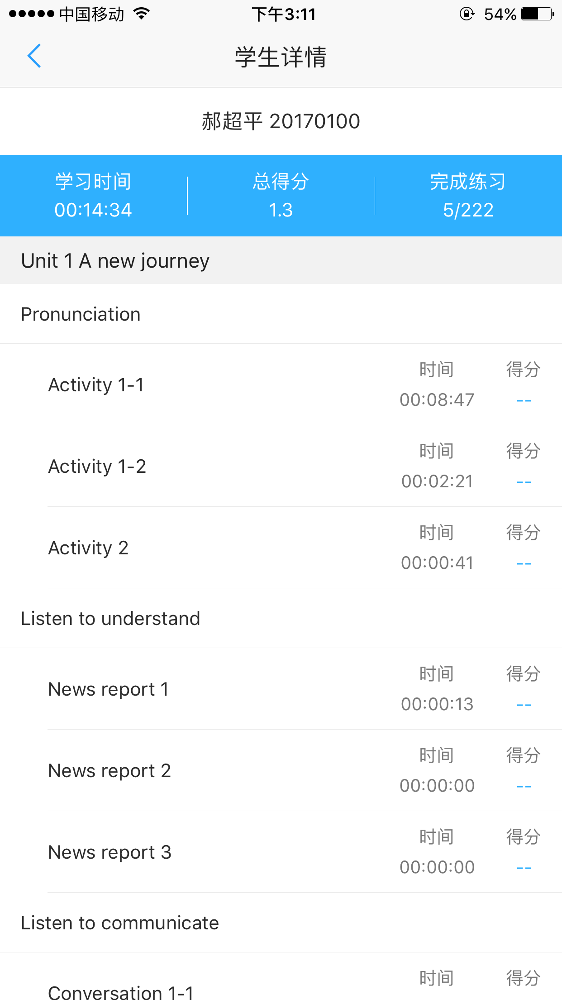 中国移动 下午3:11 54%
学生详情
郝超平 20170100
学习时间 总得分 完成练习
00:14:34 1.3 5/222
Unit 1 A new journey
Pronunciation
时间 得分
Activity 1-1
00:08:47 --
时间 得分
Activity 1-2
00:02:21 --
时间 得分
Activity 2
00:00:41 --
Listen to understand
时间 得分
News report 1
00:00:13 --
时间 得分
News report 2
00:00:00 --
时间 得分
News report 3
00:00:00 --
Listen to communicate
时间 得分
Conversation 1-1